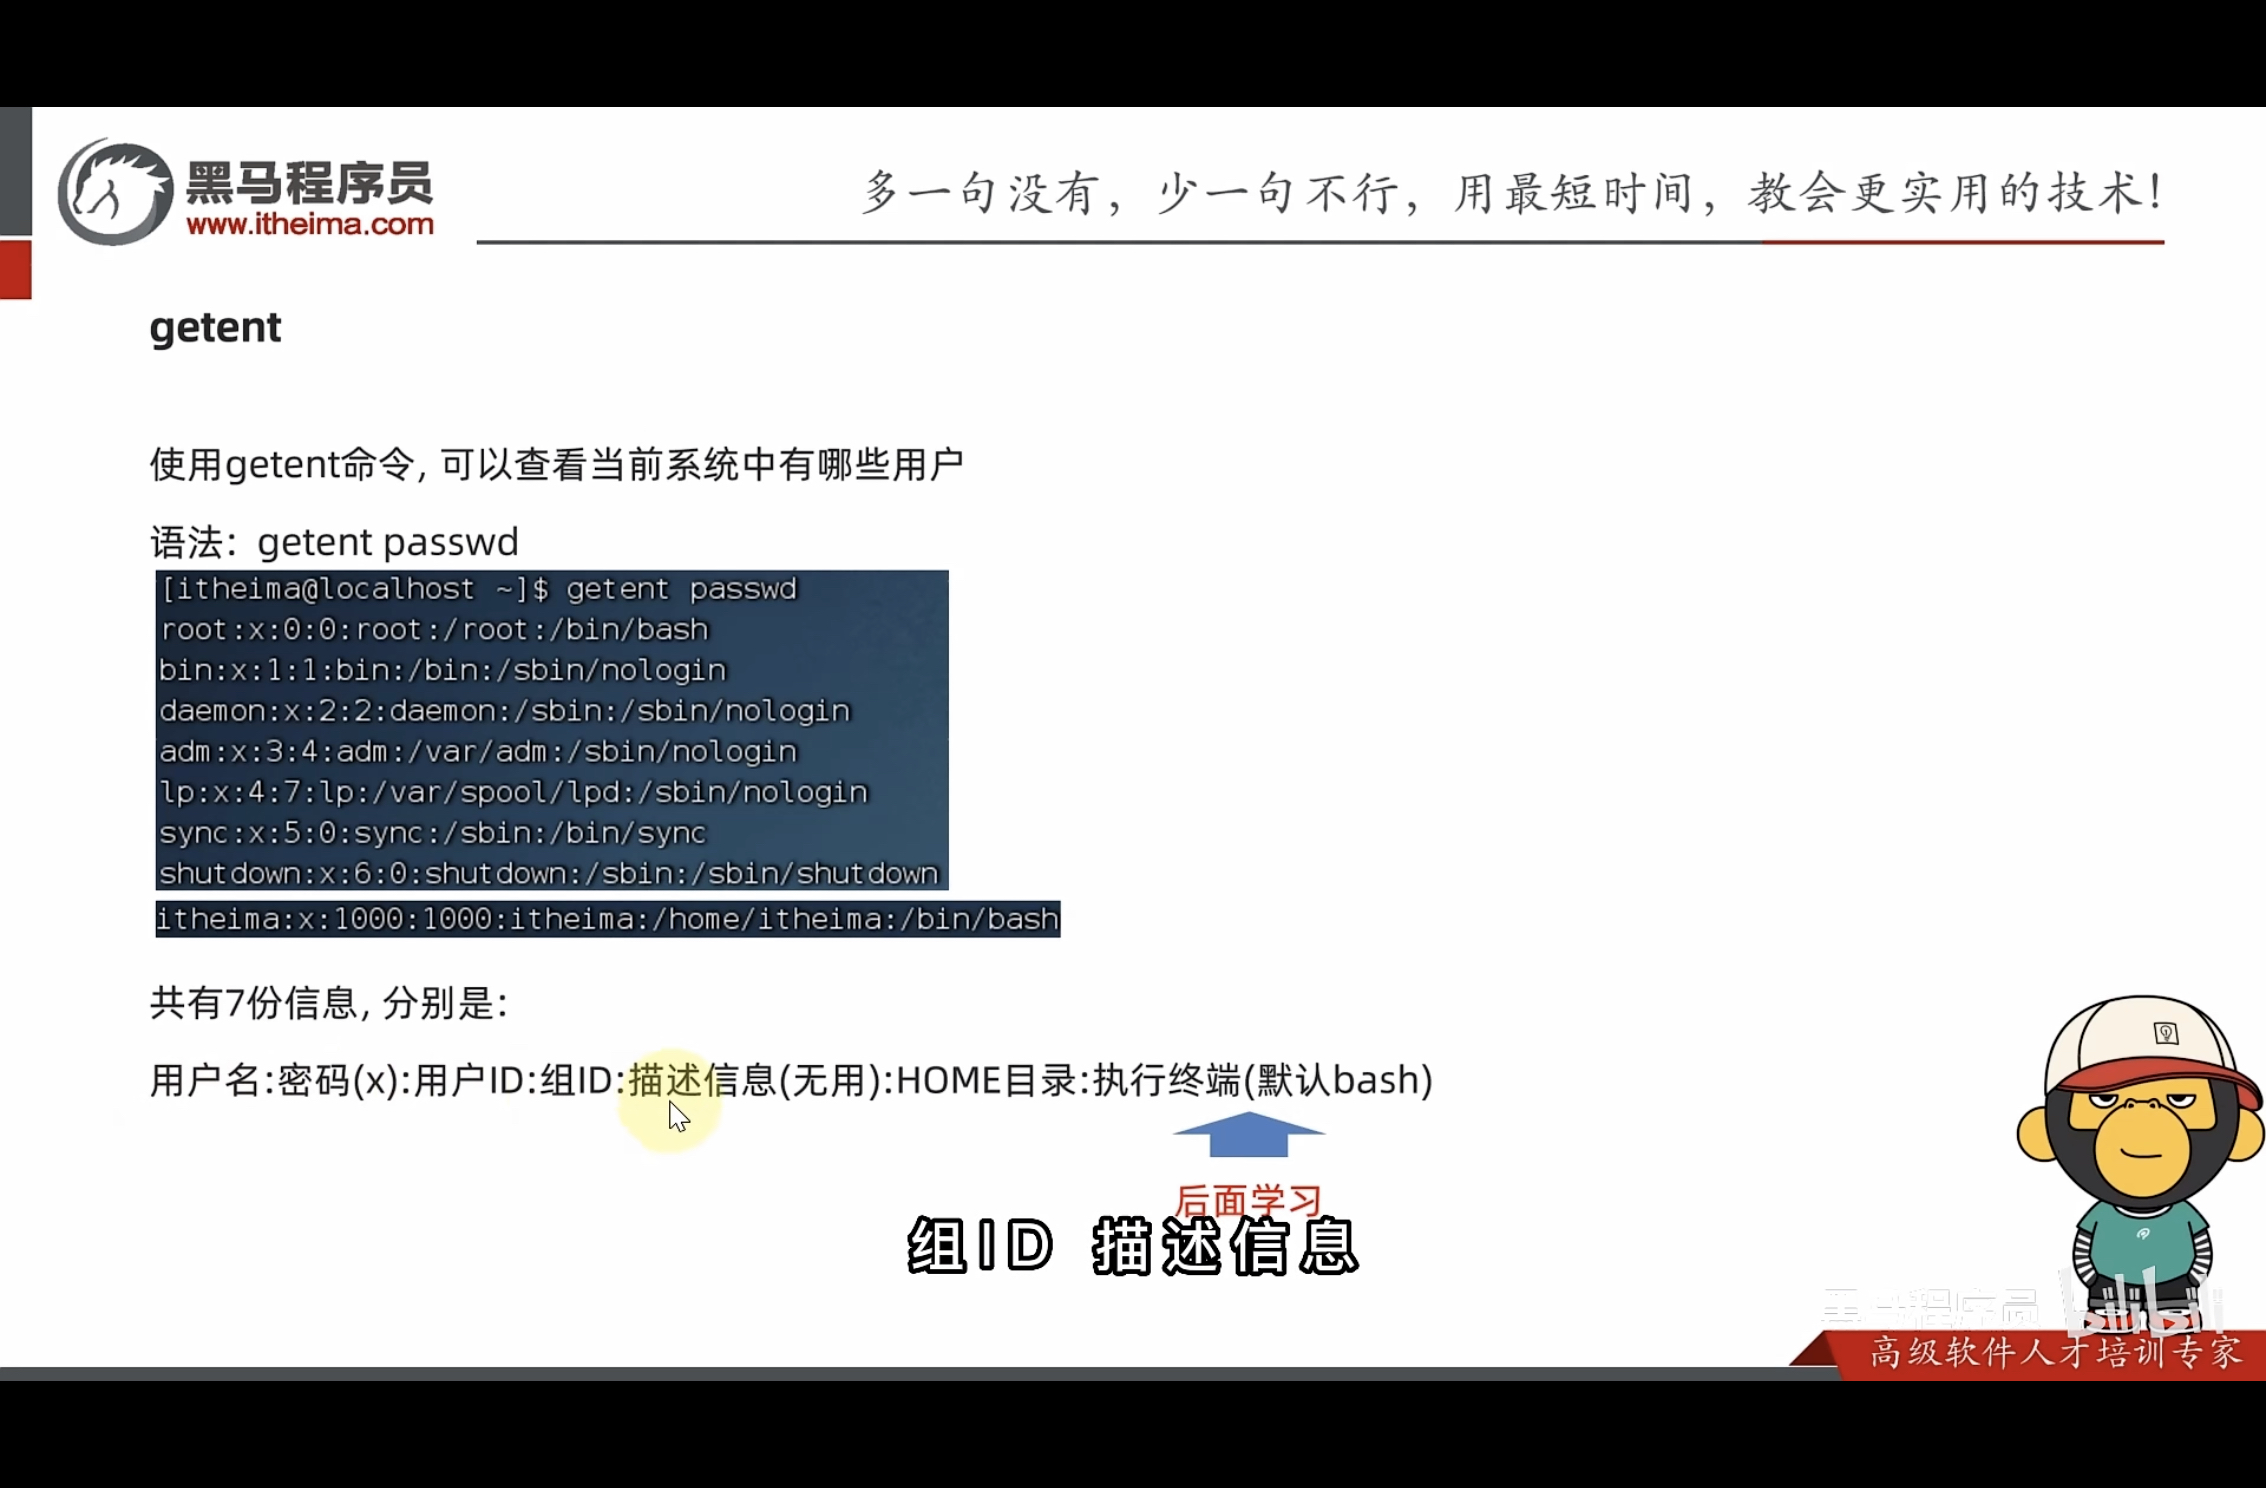 黑马程序员
www.itheima.com
多一句没有，少一句不行，用最短时间，教会更实用的技术！
getent
使用getent命令, 可以查看当前系统中有哪些用户
语法：getent passwd
[itheima@localhost ~]$ getent passwd
root:x:0:0:root:/root:/bin/bash
bin:x:1:1:bin:/bin:/sbin/nologin
daemon:x:2:2:daemon:/sbin:/sbin/nologin
adm:x:3:4:adm:/var/adm:/sbin/nologin
lp:x:4:7:lp:/var/spool/lpd:/sbin/nologin
sync:x:5:0:sync:/sbin:/bin/sync
shutdown:x:6:0:shutdown:/sbin:/sbin/shutdown
itheima:x:1000:1000:itheima:/home/itheima:/bin/bash
共有7份信息, 分别是：
用户名:密码(x):用户ID:组ID:描述信息(无用):HOME目录:执行终端(默认bash)
后面学习
组ID 描述信息
黑马程序员 bilibili
高级软件人才培训专家